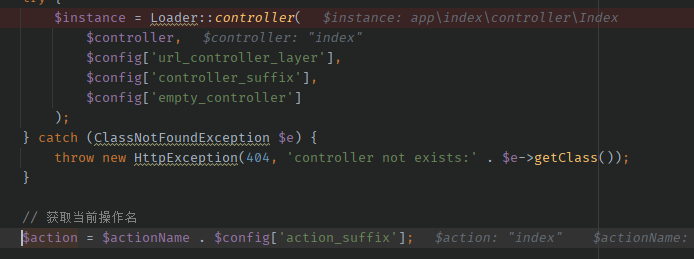 try {
$instance = Loader::controller( $instance: app\index\controller\Index
$controller, $controller: "index"
$config['url_controller_layer'],
$config['controller_suffix'],
$config['empty_controller']
);
} catch (ClassNotFoundException $e) {
throw new HttpException(404, 'controller not exists:' . $e->getClass());
}
// 获取当前操作名
$action = $actionName . $config['action_suffix']; $action: "index" $actionName: